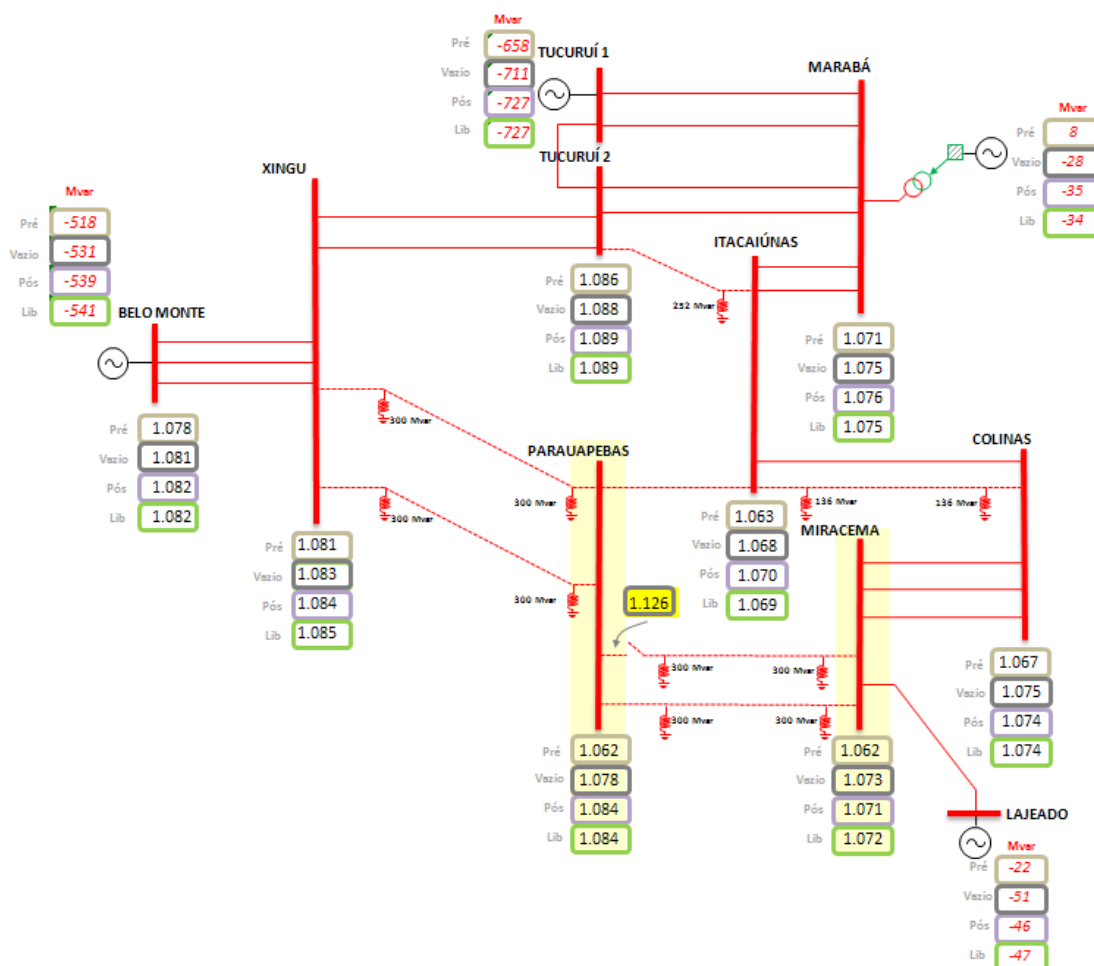 Mvar
Pré -658
Vazio -711
Pós -727
Lib -727
TUCURUÍ 1
MARABÁ
Mvar
Pré 8
Vazio -28
Pós -35
Lib -34
TUCURUÍ 2
XINGU
Mvar
Pré -518
Vazio -531
Pós -539
Lib -541
BELO MONTE
ITACAIÚNAS
252 Mvar
Pré 1.086
Vazio 1.088
Pós 1.089
Lib 1.089
Pré 1.071
Vazio 1.075
Pós 1.076
Lib 1.075
Pré 1.078
Vazio 1.081
Pós 1.082
Lib 1.082
300 Mvar
PARAUAPEBAS
COLINAS
300 Mvar
300 Mvar
136 Mvar
136 Mvar
Pré 1.063
Vazio 1.068
Pós 1.070
Lib 1.069
MIRACEMA
Pré 1.081
Vazio 1.083
Pós 1.084
Lib 1.085
300 Mvar
1.126
300 Mvar
300 Mvar
300 Mvar
300 Mvar
Pré 1.067
Vazio 1.075
Pós 1.074
Lib 1.074
Pré 1.062
Vazio 1.078
Pós 1.084
Lib 1.084
Pré 1.062
Vazio 1.073
Pós 1.071
Lib 1.072
LAJEADO
Mvar
Pré -22
Vazio -51
Pós -46
Lib -47